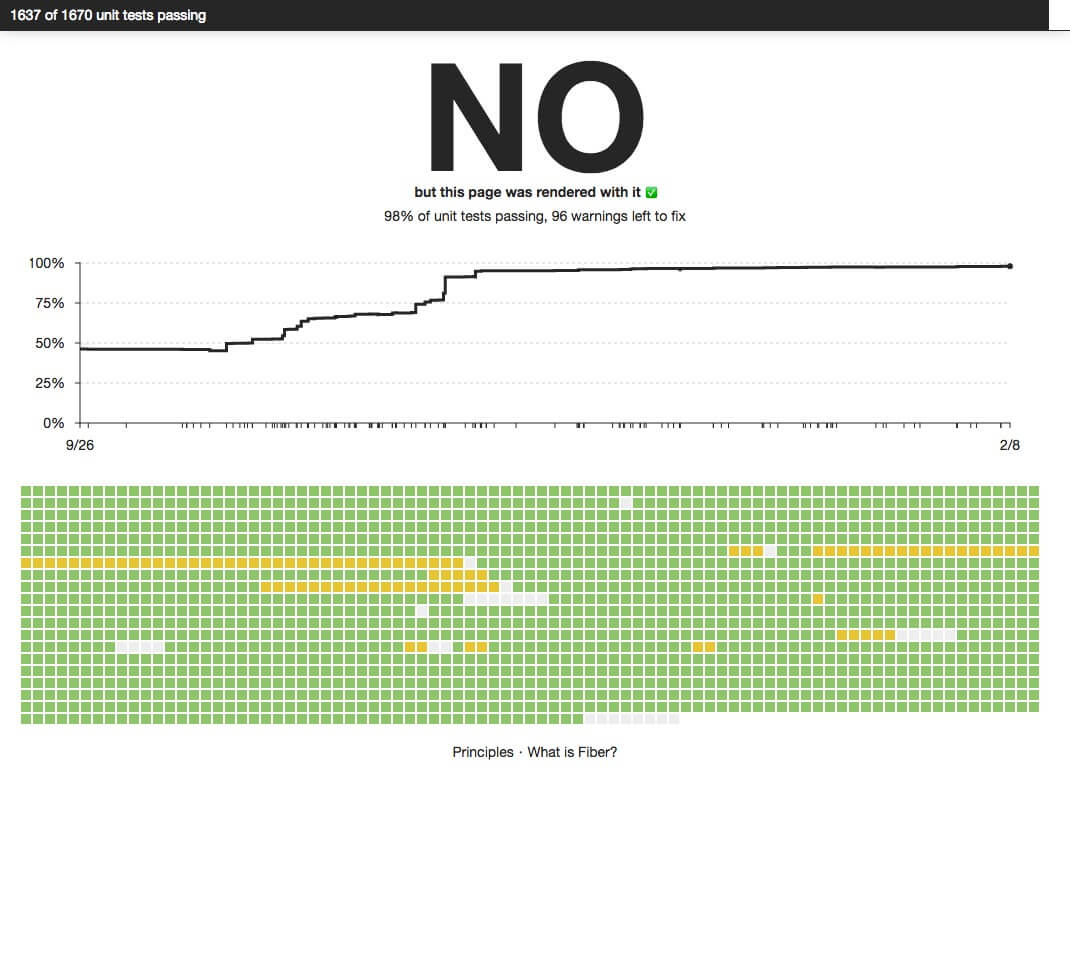 1637 of 1670 unit tests passing
NO
but this page was rendered with it ✅
98% of unit tests passing, 96 warnings left to fix
100%
75%
50%
25%
0%
9/26 2/8
Principles · What is Fiber?